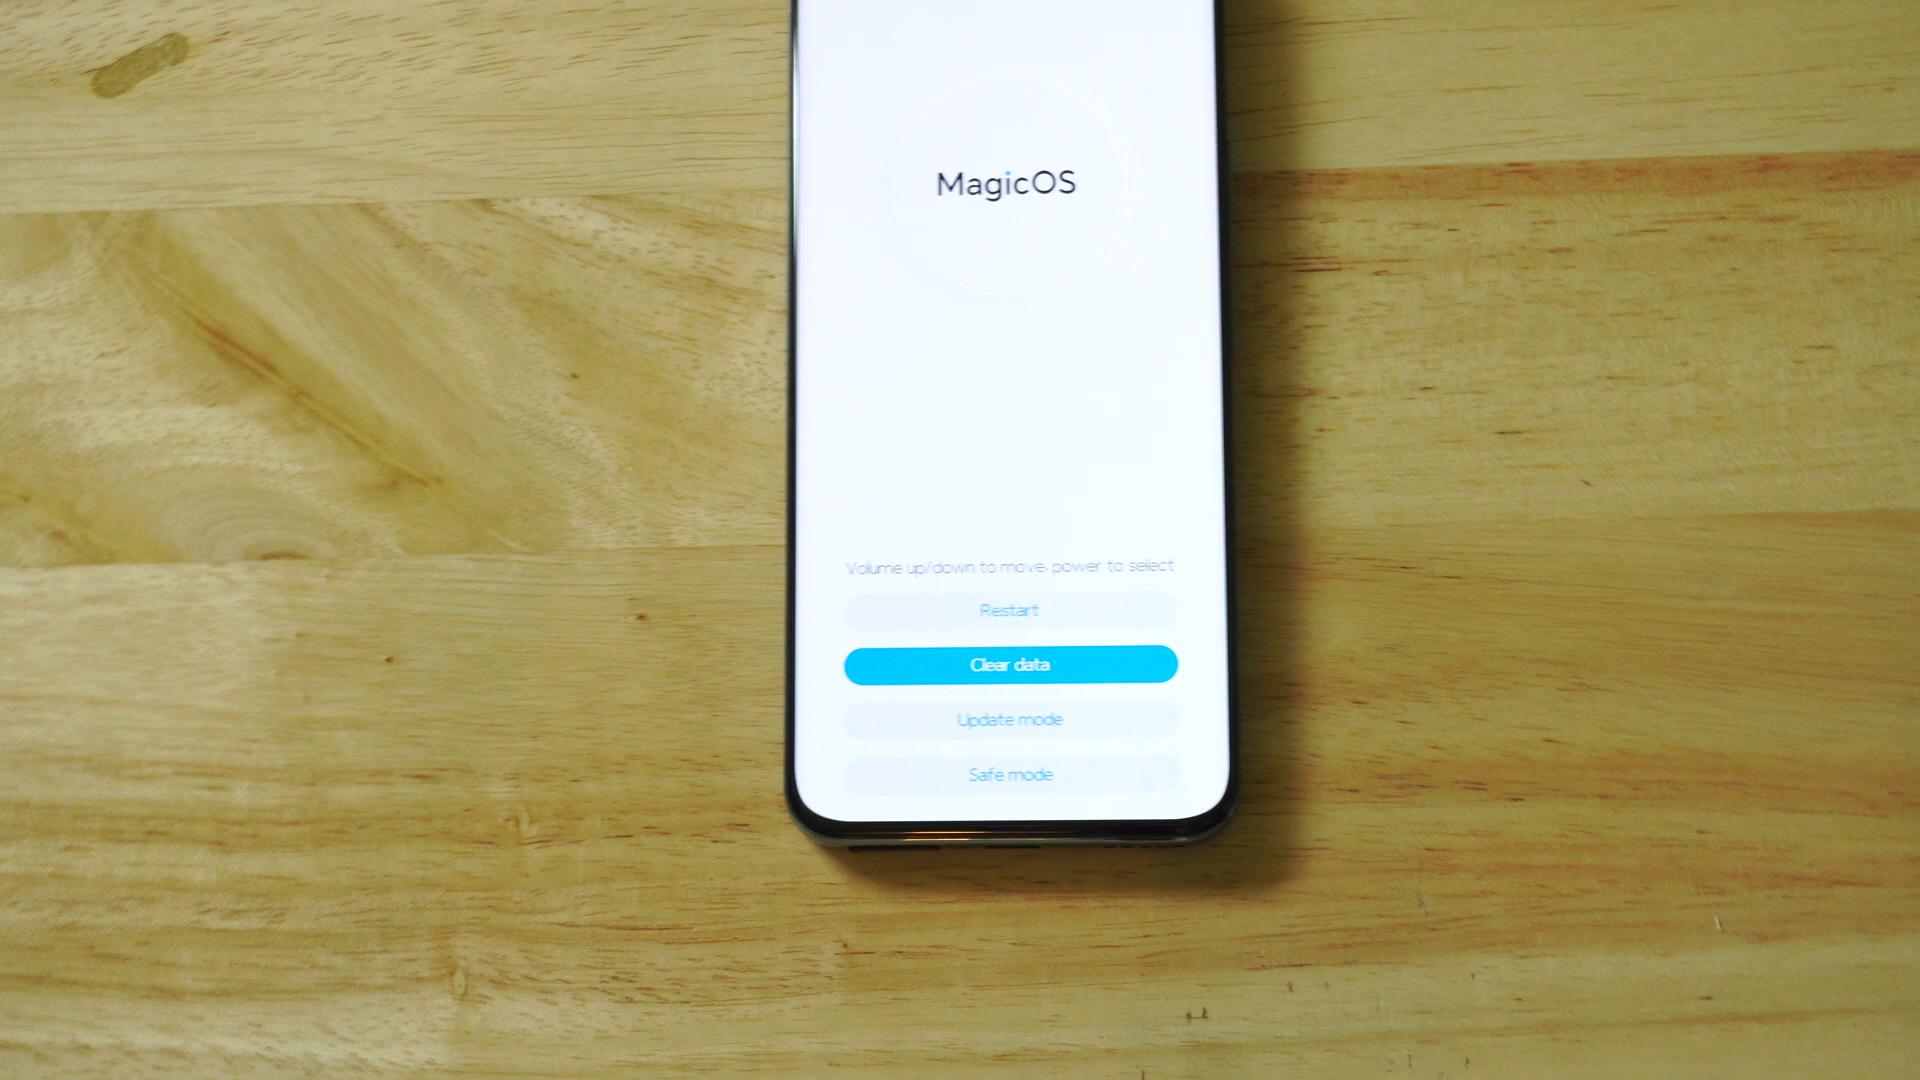 MagicOS
Volume up/down to move, power to select
Restart
Clear data
Update mode
Safe mode